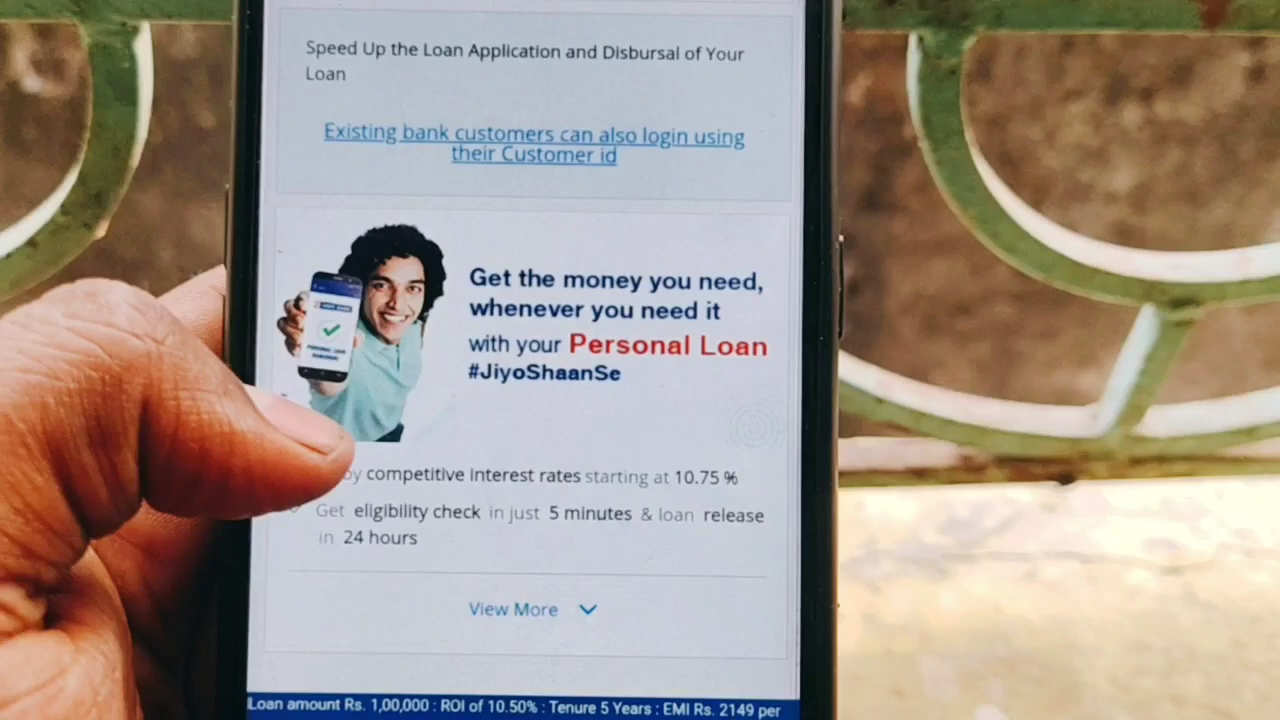 Speed Up the Loan Application and Disbursal of Your
Loan
Existing bank customers can also login using
their Customer id
Get the money you need,
whenever you need it
with your Personal Loan
#JiyoShaanSe
competitive interest rates starting at 10.75 %
Get eligibility check in just 5 minutes & loan release
in 24 hours
View More
Loan amount Rs. 1,00,000 : ROI of 10.50% : Tenure 5 Years : EMI Rs. 2149 per